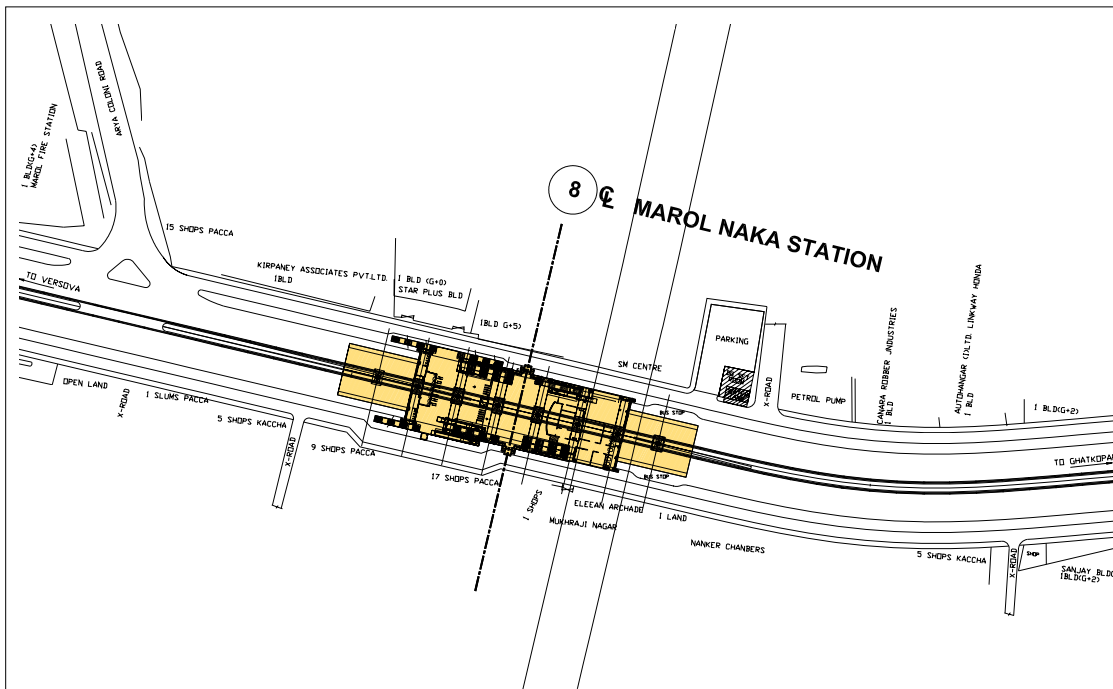 ARYA COLONI ROAD
1 BLD(G+4)
MAROL FIRE STATION
15 SHOPS PACCA
8 ℄ MAROL NAKA STATION
TO VERSOVA
KIRPANEY ASSOCIATES PVT.LTD.
1BLD
1 BLD (G+0)
STAR PLUS BLD
1BLD G+5)
SM CENTRE
PARKING
X-ROAD
PETROL PUMP
CANARA ROBBER JNDUSTRIES
1 BLD
AUTOHANGAR (I)LTD. LINKWAY HONDA
1 BLD
1 BLD(G+2)
BUS STOP
TO GHATKOPAR
OPEN LAND
X-ROAD
1 SLUMS PACCA
5 SHOPS KACCHA
X-ROAD
9 SHOPS PACCA
17 SHOPS PACCA
1 SHOPS
BUS STOP
ELEEAN ARCHADE
MUKHRAJI NAGAR
1 LAND
NANKER CHANBERS
5 SHOPS KACCHA
X-ROAD
SHOP
SANJAY BLD
1BLD(G+2)